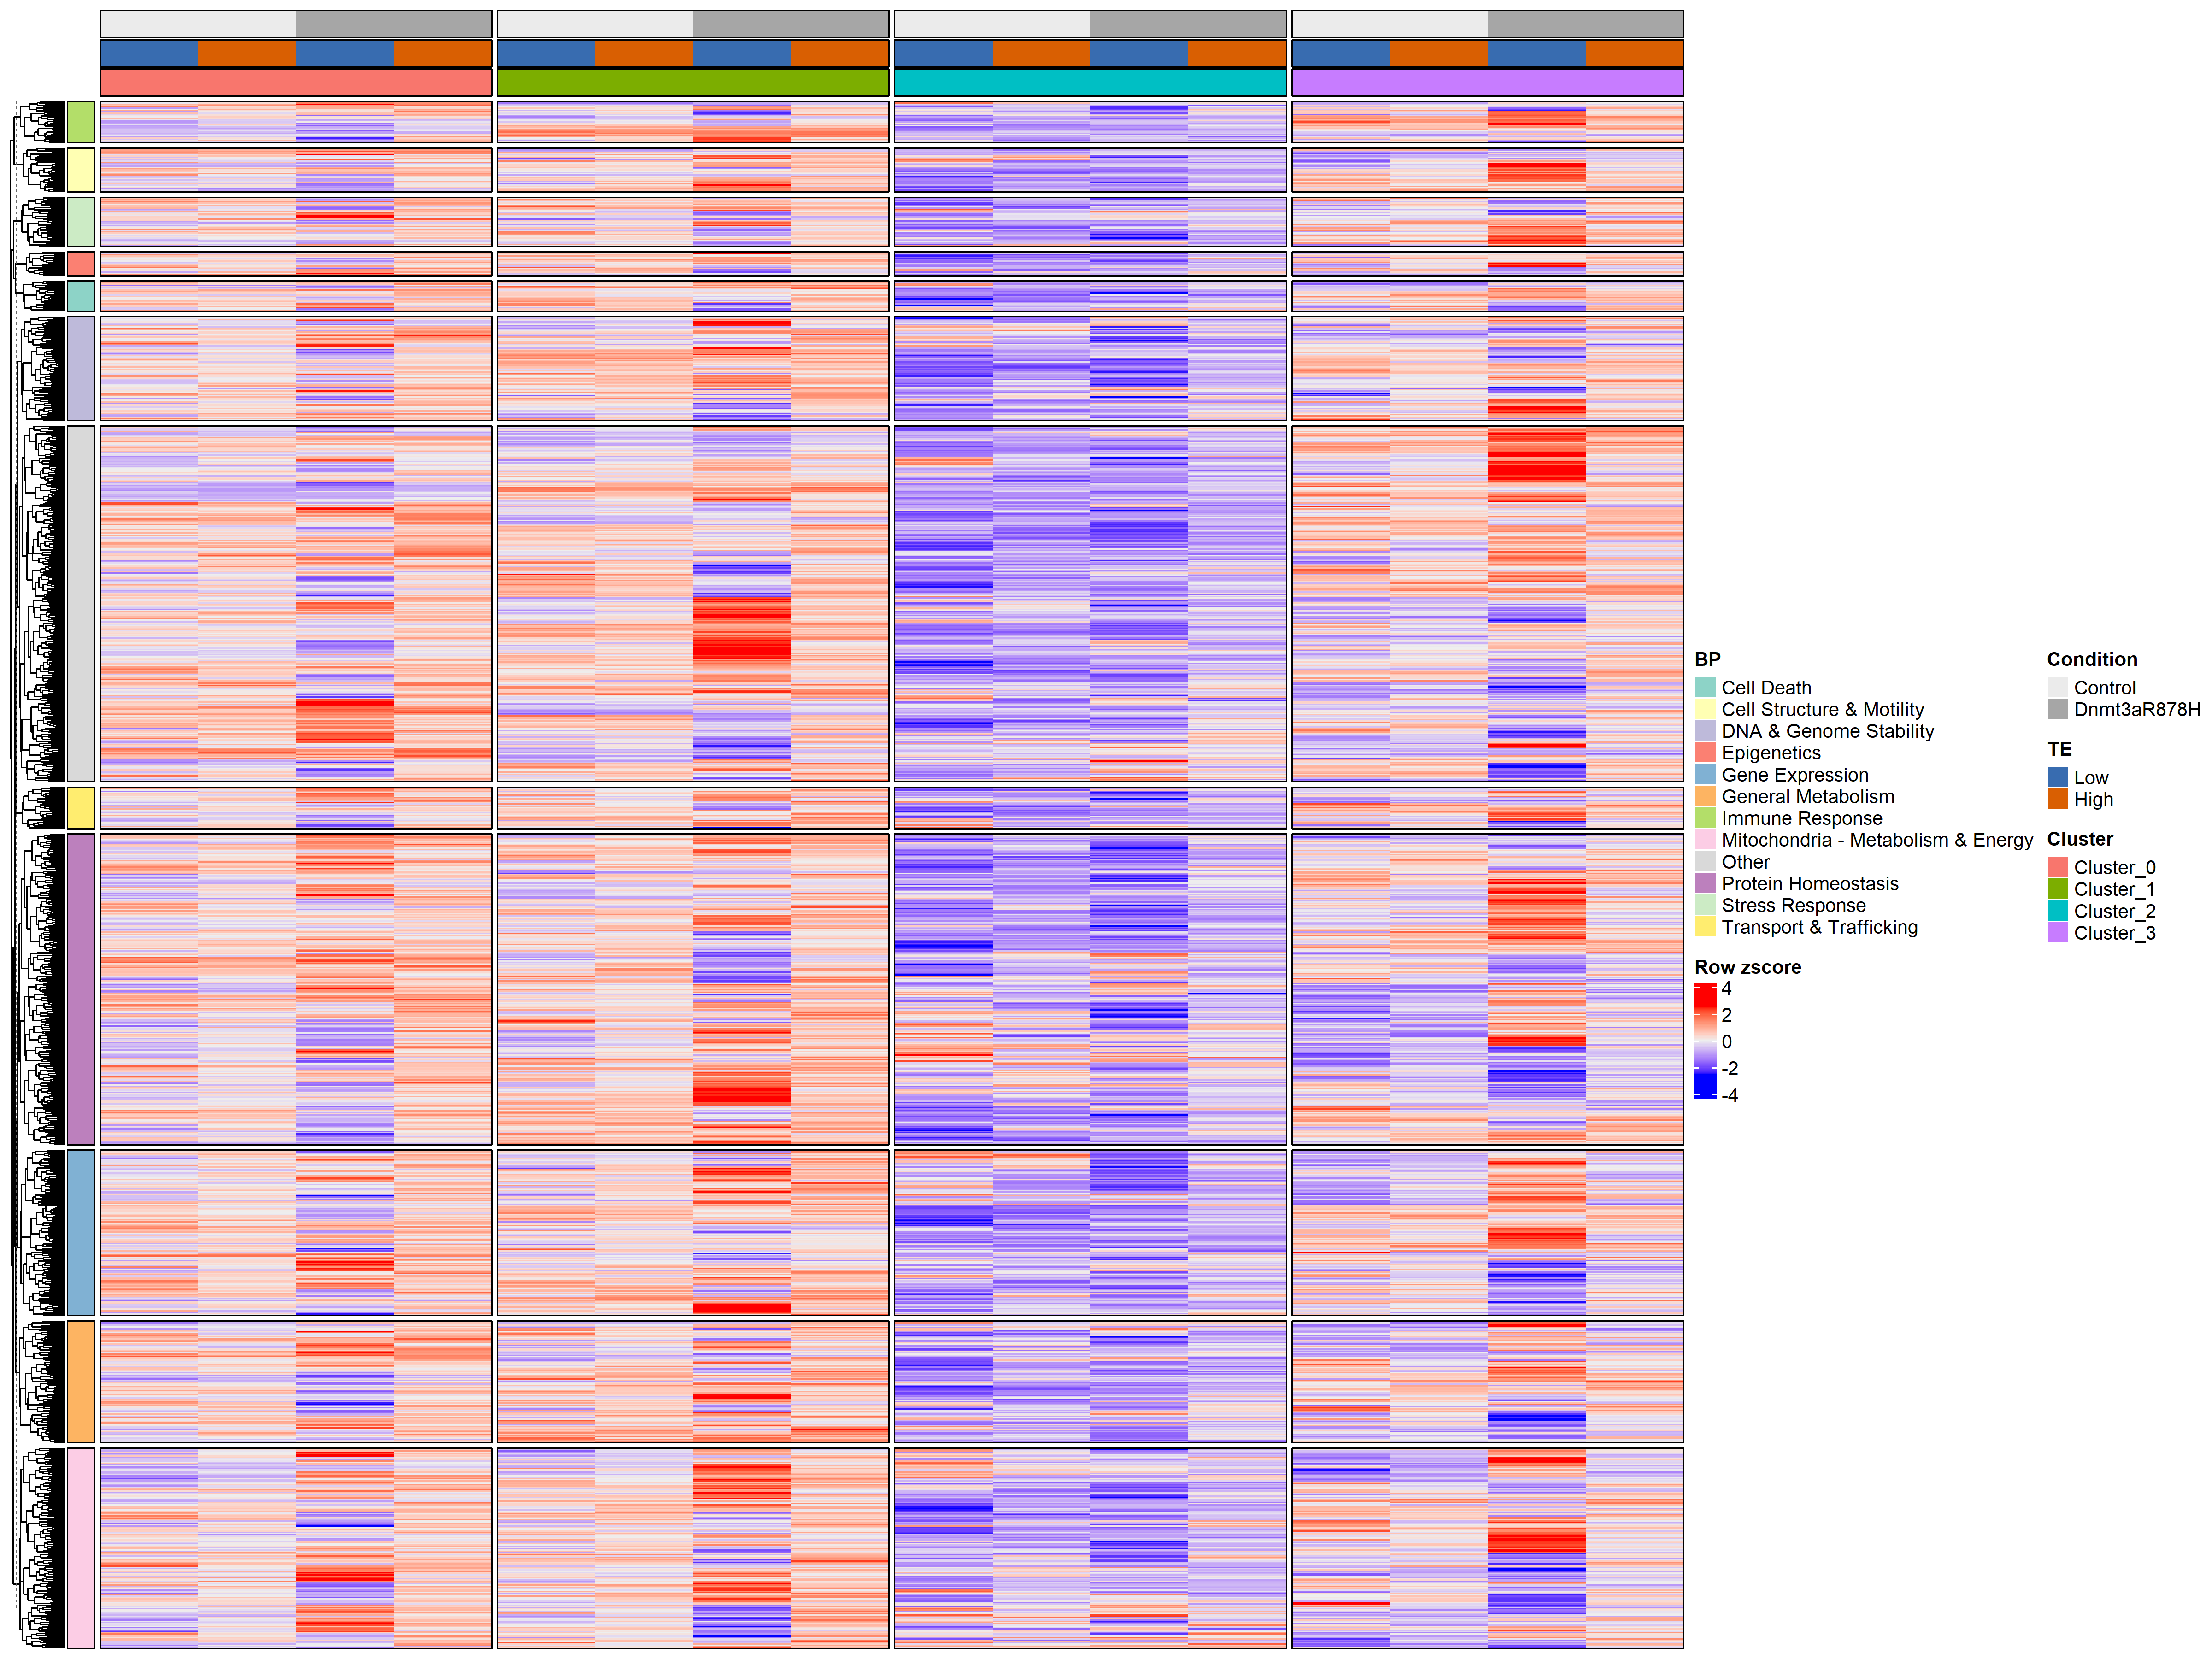 BP
Cell Death
Cell Structure & Motility
DNA & Genome Stability
Epigenetics
Gene Expression
General Metabolism
Immune Response
Mitochondria - Metabolism & Energy
Other
Protein Homeostasis
Stress Response
Transport & Trafficking
Row zscore
4
2
0
-2
-4
Condition
Control
Dnmt3aR878H
TE
Low
High
Cluster
Cluster_0
Cluster_1
Cluster_2
Cluster_3